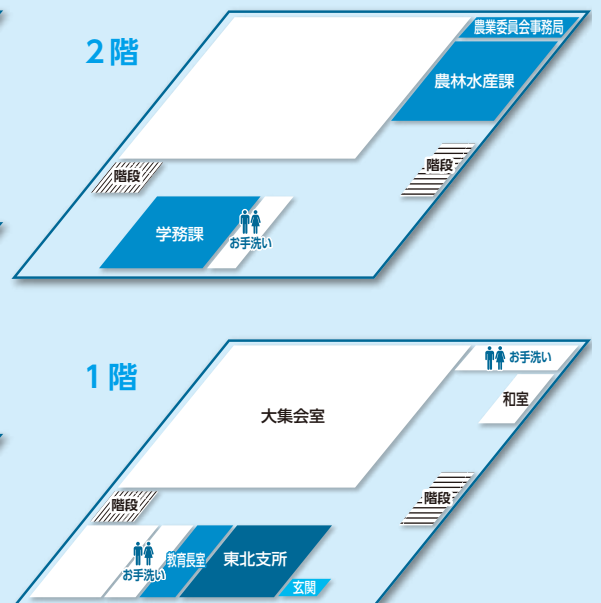 2階
農業委員会事務局
農林水産課
階段
階段
学務課
お手洗い
1階
お手洗い
和室
大集会室
階段
階段
お手洗い
教育長室
東北支所
玄関